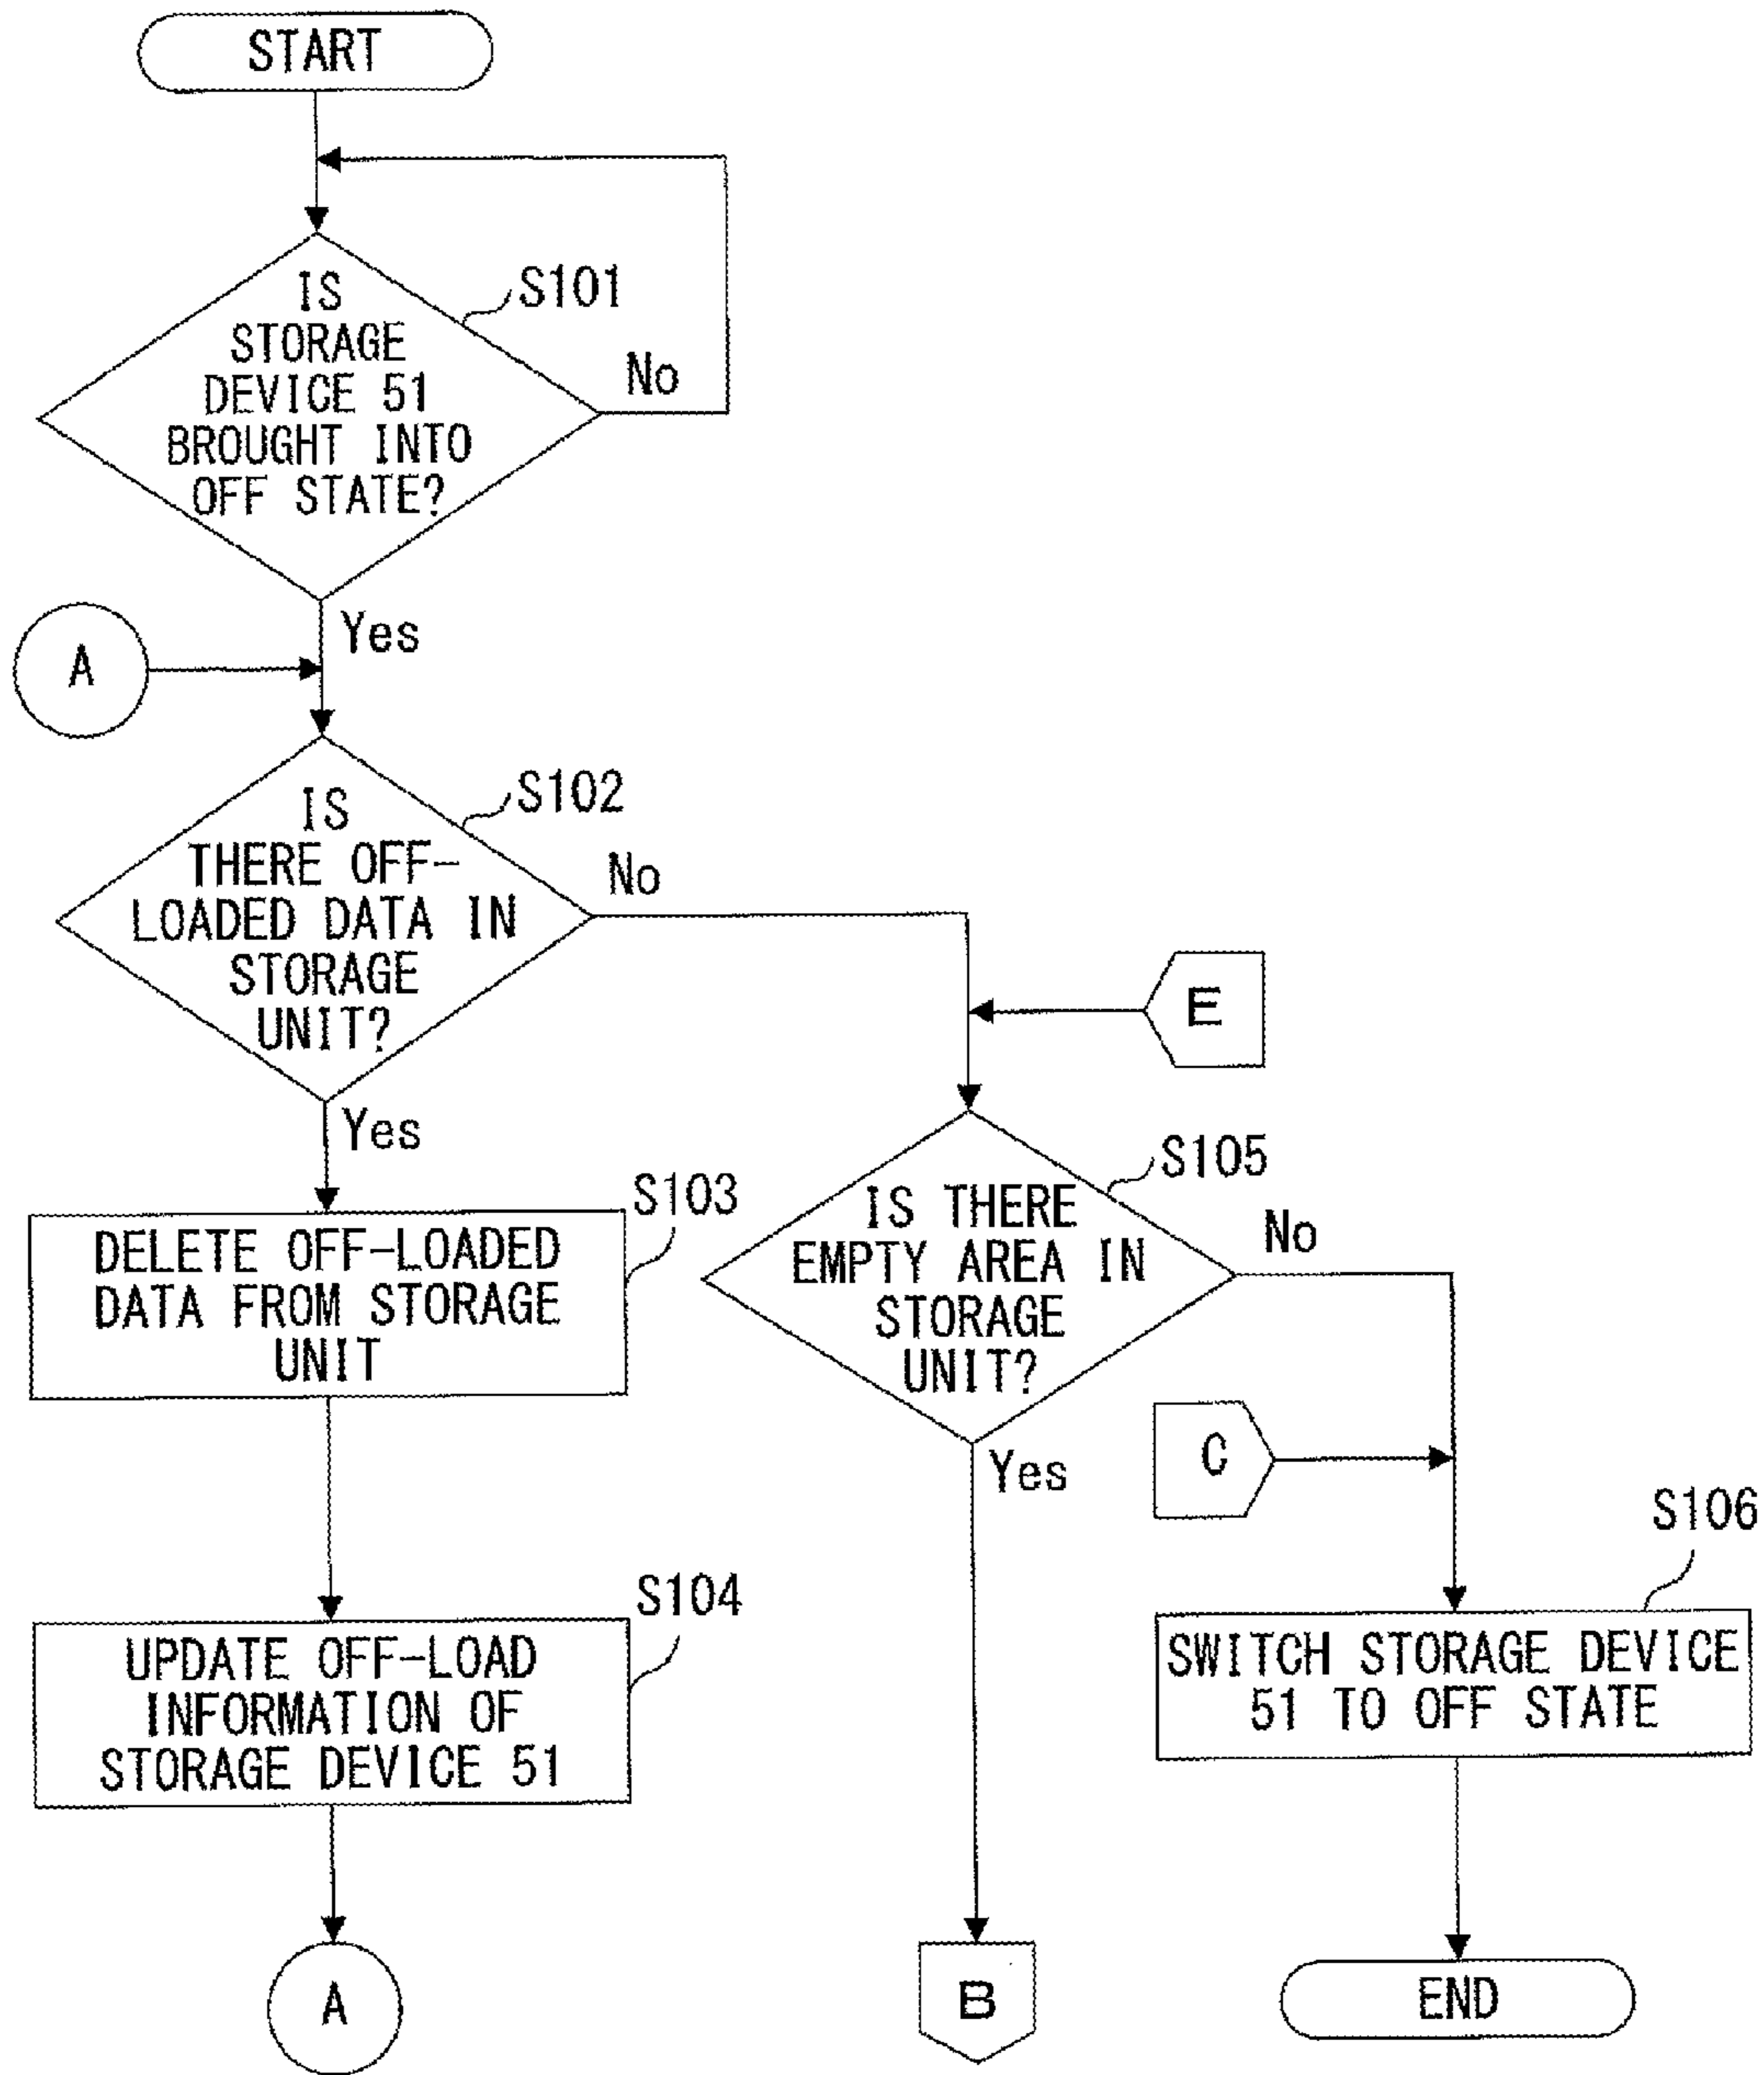 START
IS
STORAGE
DEVICE 51
BROUGHT INTO
OFF STATE?
S101
No
Yes
A
IS
THERE OFF-
LOADED DATA IN
STORAGE
UNIT?
S102
No
Yes
E
DELETE OFF-LOADED
DATA FROM STORAGE
UNIT
S103
IS THERE
EMPTY AREA IN
STORAGE
UNIT?
S105
No
Yes
C
UPDATE OFF-LOAD
INFORMATION OF
STORAGE DEVICE 51
S104
SWITCH STORAGE DEVICE
51 TO OFF STATE
S106
A
B
END